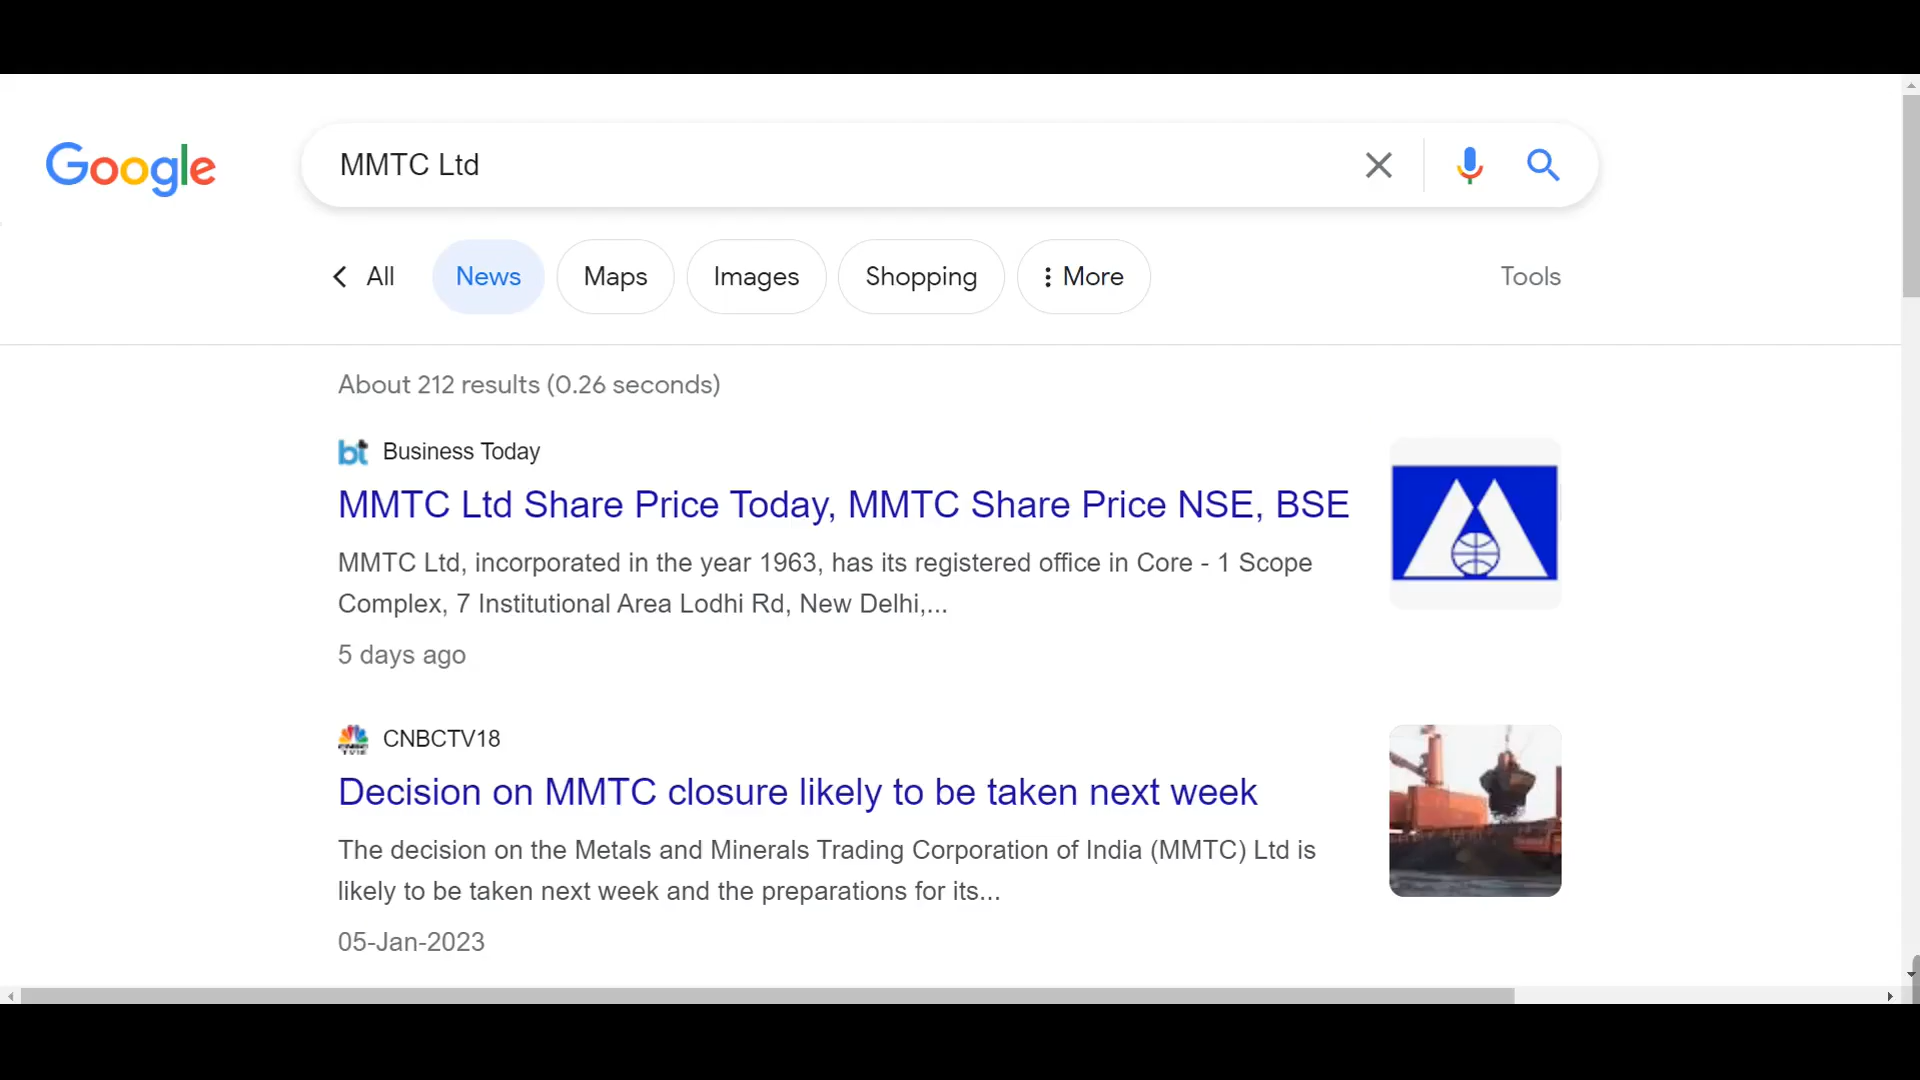 Google
MMTC Ltd
All
News
Maps
Images
Shopping
More
Tools
About 212 results (0.26 seconds)
bt Business Today
MMTC Ltd Share Price Today, MMTC Share Price NSE, BSE
MMTC Ltd, incorporated in the year 1963, has its registered office in Core - 1 Scope
Complex, 7 Institutional Area Lodhi Rd, New Delhi,...
5 days ago
CNBCTV18
Decision on MMTC closure likely to be taken next week
The decision on the Metals and Minerals Trading Corporation of India (MMTC) Ltd is
likely to be taken next week and the preparations for its...
05-Jan-2023